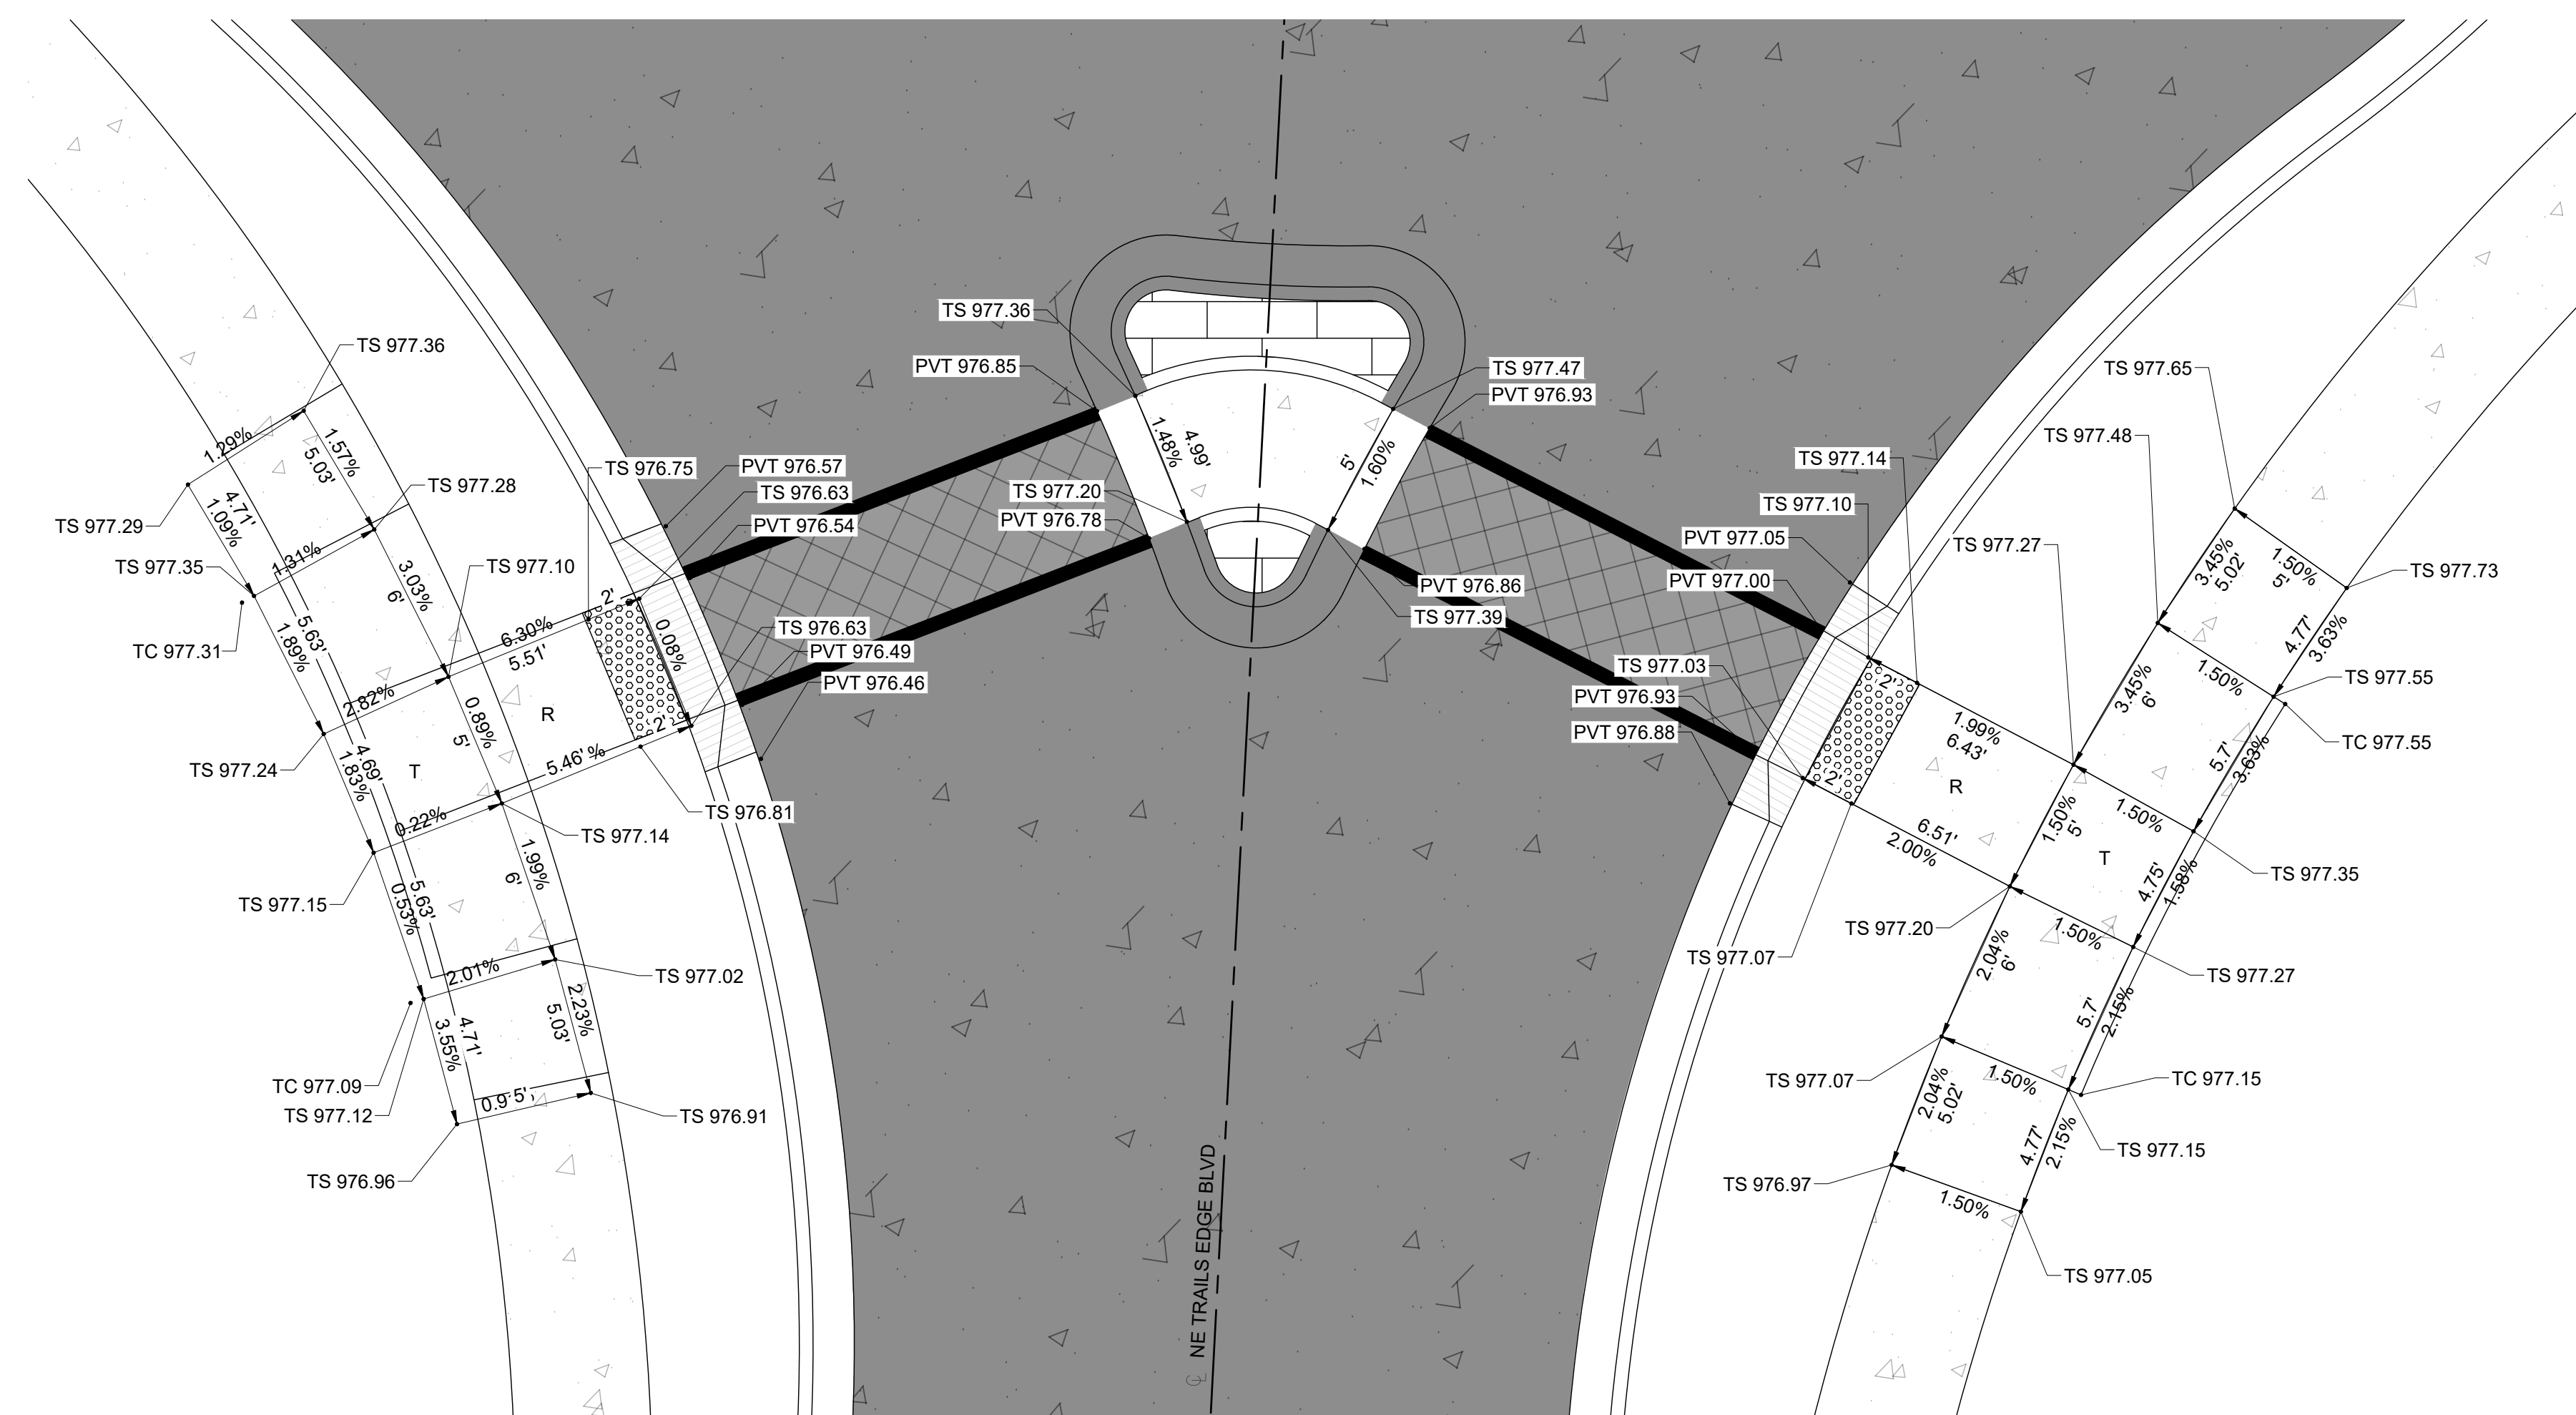 TS 977.36
1.29%
1.57%
5.03'
TS 977.29
4.71'
1.09%
TS 977.28
TS 977.35
1.31%
TC 977.31
3.03%
6'
TS 977.10
5.63'
1.89%
2.82%
TS 977.24
6.30%
5.51'
2'
TS 976.75
PVT 976.57
TS 976.63
PVT 976.54
0.08%
TS 976.63
PVT 976.49
PVT 976.46
2'
R
0.89%
5'
T
4.69'
1.83%
5.46'
%
TS 976.81
0.22%
TS 977.14
TS 977.15
1.99%
6'
5.63'
0.53%
2.01%
TS 977.02
2.23%
5.03'
4.71'
3.55%
TC 977.09
TS 977.12
0.9
5'
TS 976.91
TS 976.96
TS 977.36
PVT 976.85
4.99'
1.48%
TS 977.20
PVT 976.78
TS 977.47
PVT 976.93
5'
1.60%
PVT 976.86
TS 977.39
NE TRAILS EDGE BLVD
TS 977.14
TS 977.10
PVT 977.05
PVT 977.00
TS 977.03
PVT 976.93
PVT 976.88
2'
2'
1.99%
6.43'
R
6.51'
2.00%
TS 977.07
TS 977.65
TS 977.48
TS 977.27
3.45%
5.02'
1.50%
5'
TS 977.73
4.77'
3.63%
3.45%
6'
1.50%
TS 977.55
TC 977.55
5.7'
3.63%
1.50%
5'
1.50%
T
TS 977.35
4.75'
1.58%
TS 977.20
1.50%
TS 977.27
2.04%
6'
5.7'
2.15%
TS 977.07
1.50%
TC 977.15
2.04%
5.02'
4.77'
2.15%
TS 977.15
TS 976.97
1.50%
TS 977.05